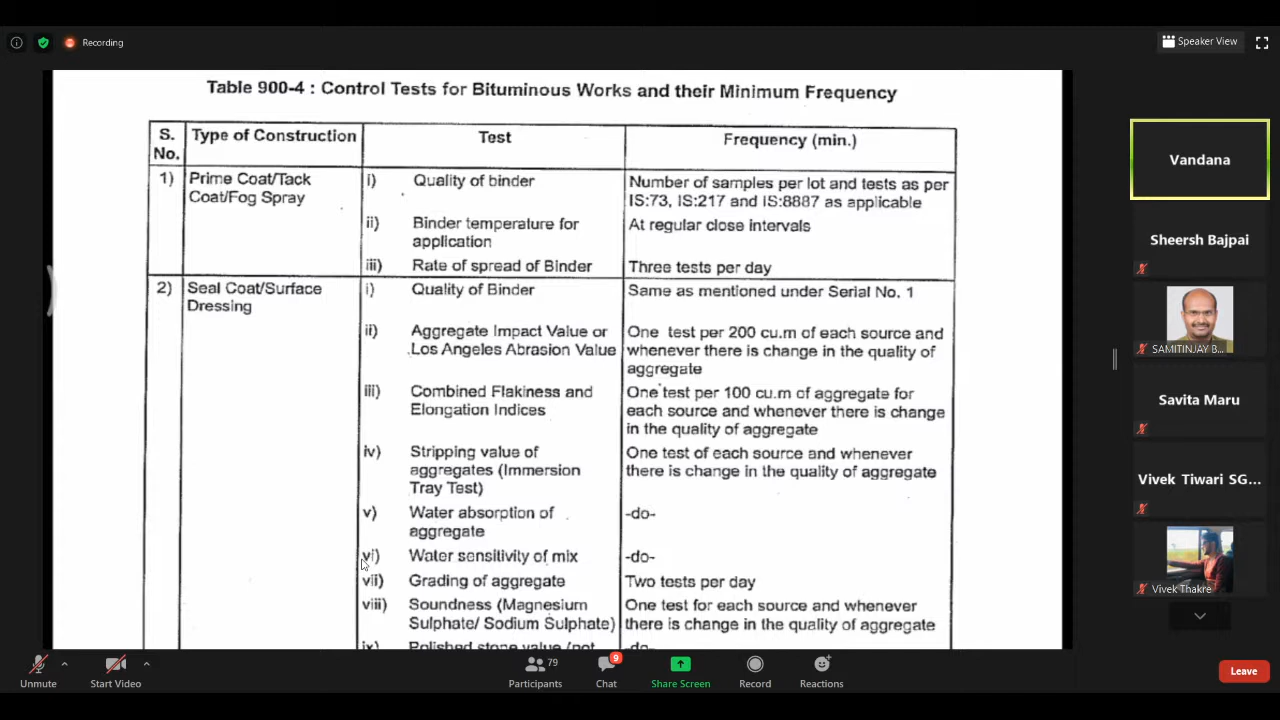 Recording
Speaker View
Table 900-4 : Control Tests for Bituminous Works and their Minimum Frequency
S. No.
Type of Construction
Test
Frequency (min.)
1)
Prime Coat/Tack
Coat/Fog Spray
i) Quality of binder
Number of samples per lot and tests as per
IS:73, IS:217 and IS:8887 as applicable
ii) Binder temperature for
application
At regular close intervals
iii) Rate of spread of Binder
Three tests per day
2)
Seal Coat/Surface
Dressing
i) Quality of Binder
Same as mentioned under Serial No. 1
ii) Aggregate Impact Value or
Los Angeles Abrasion Value
One test per 200 cu.m of each source and
whenever there is change in the quality of
aggregate
iii) Combined Flakiness and
Elongation Indices
One test per 100 cu.m of aggregate for
each source and whenever there is change
in the quality of aggregate
iv) Stripping value of
aggregates (Immersion
Tray Test)
One test of each source and whenever
there is change in the quality of aggregate
v) Water absorption of
aggregate
-do-
vi) Water sensitivity of mix
-do-
vii) Grading of aggregate
Two tests per day
viii) Soundness (Magnesium
Sulphate/ Sodium Sulphate)
One test for each source and whenever
there is change in the quality of aggregate
ix) Polished stone value (not
-do-
Vandana
Sheersh Bajpai
SAMITINJAY B...
Savita Maru
Vivek Tiwari SG...
Vivek Thakre
Unmute
Start Video
79
Participants
9
Chat
Share Screen
Record
Reactions
Leave